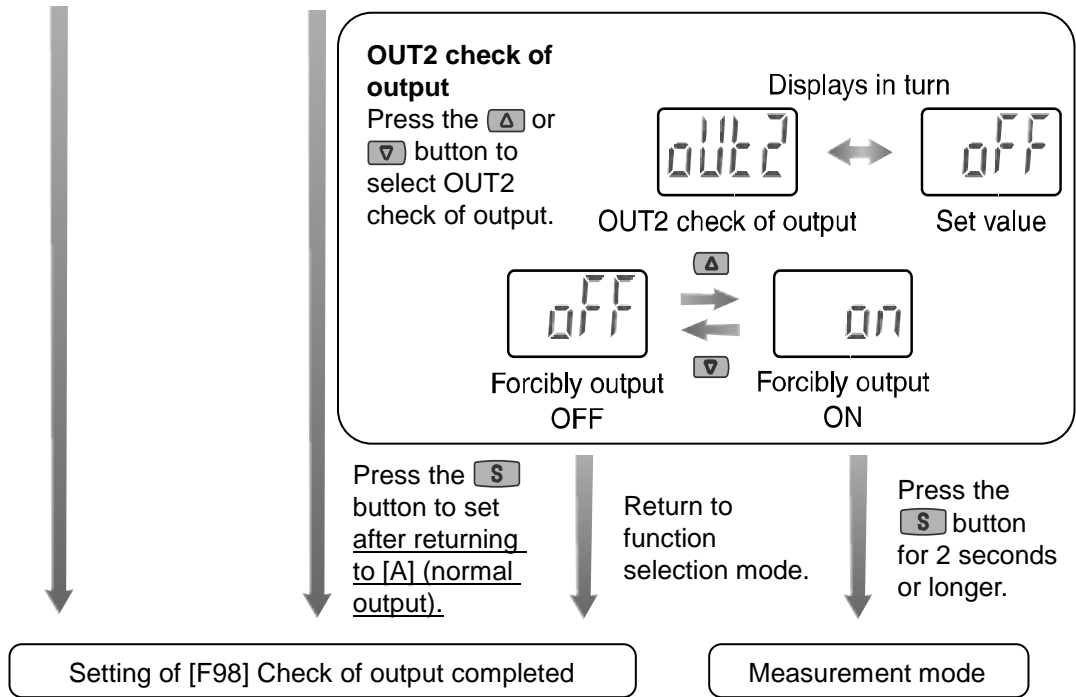 OUT2 check of
output
Press the △ or
▽ button to
select OUT2
check of output.
Displays in turn
oUt2
oFF
OUT2 check of output
Set value
△
oFF
on
▽
Forcibly output
OFF
Forcibly output
ON
Press the S
button to set
after returning
to [A] (normal
output).
Return to
function
selection mode.
Press the
S button
for 2 seconds
or longer.
Setting of [F98] Check of output completed
Measurement mode